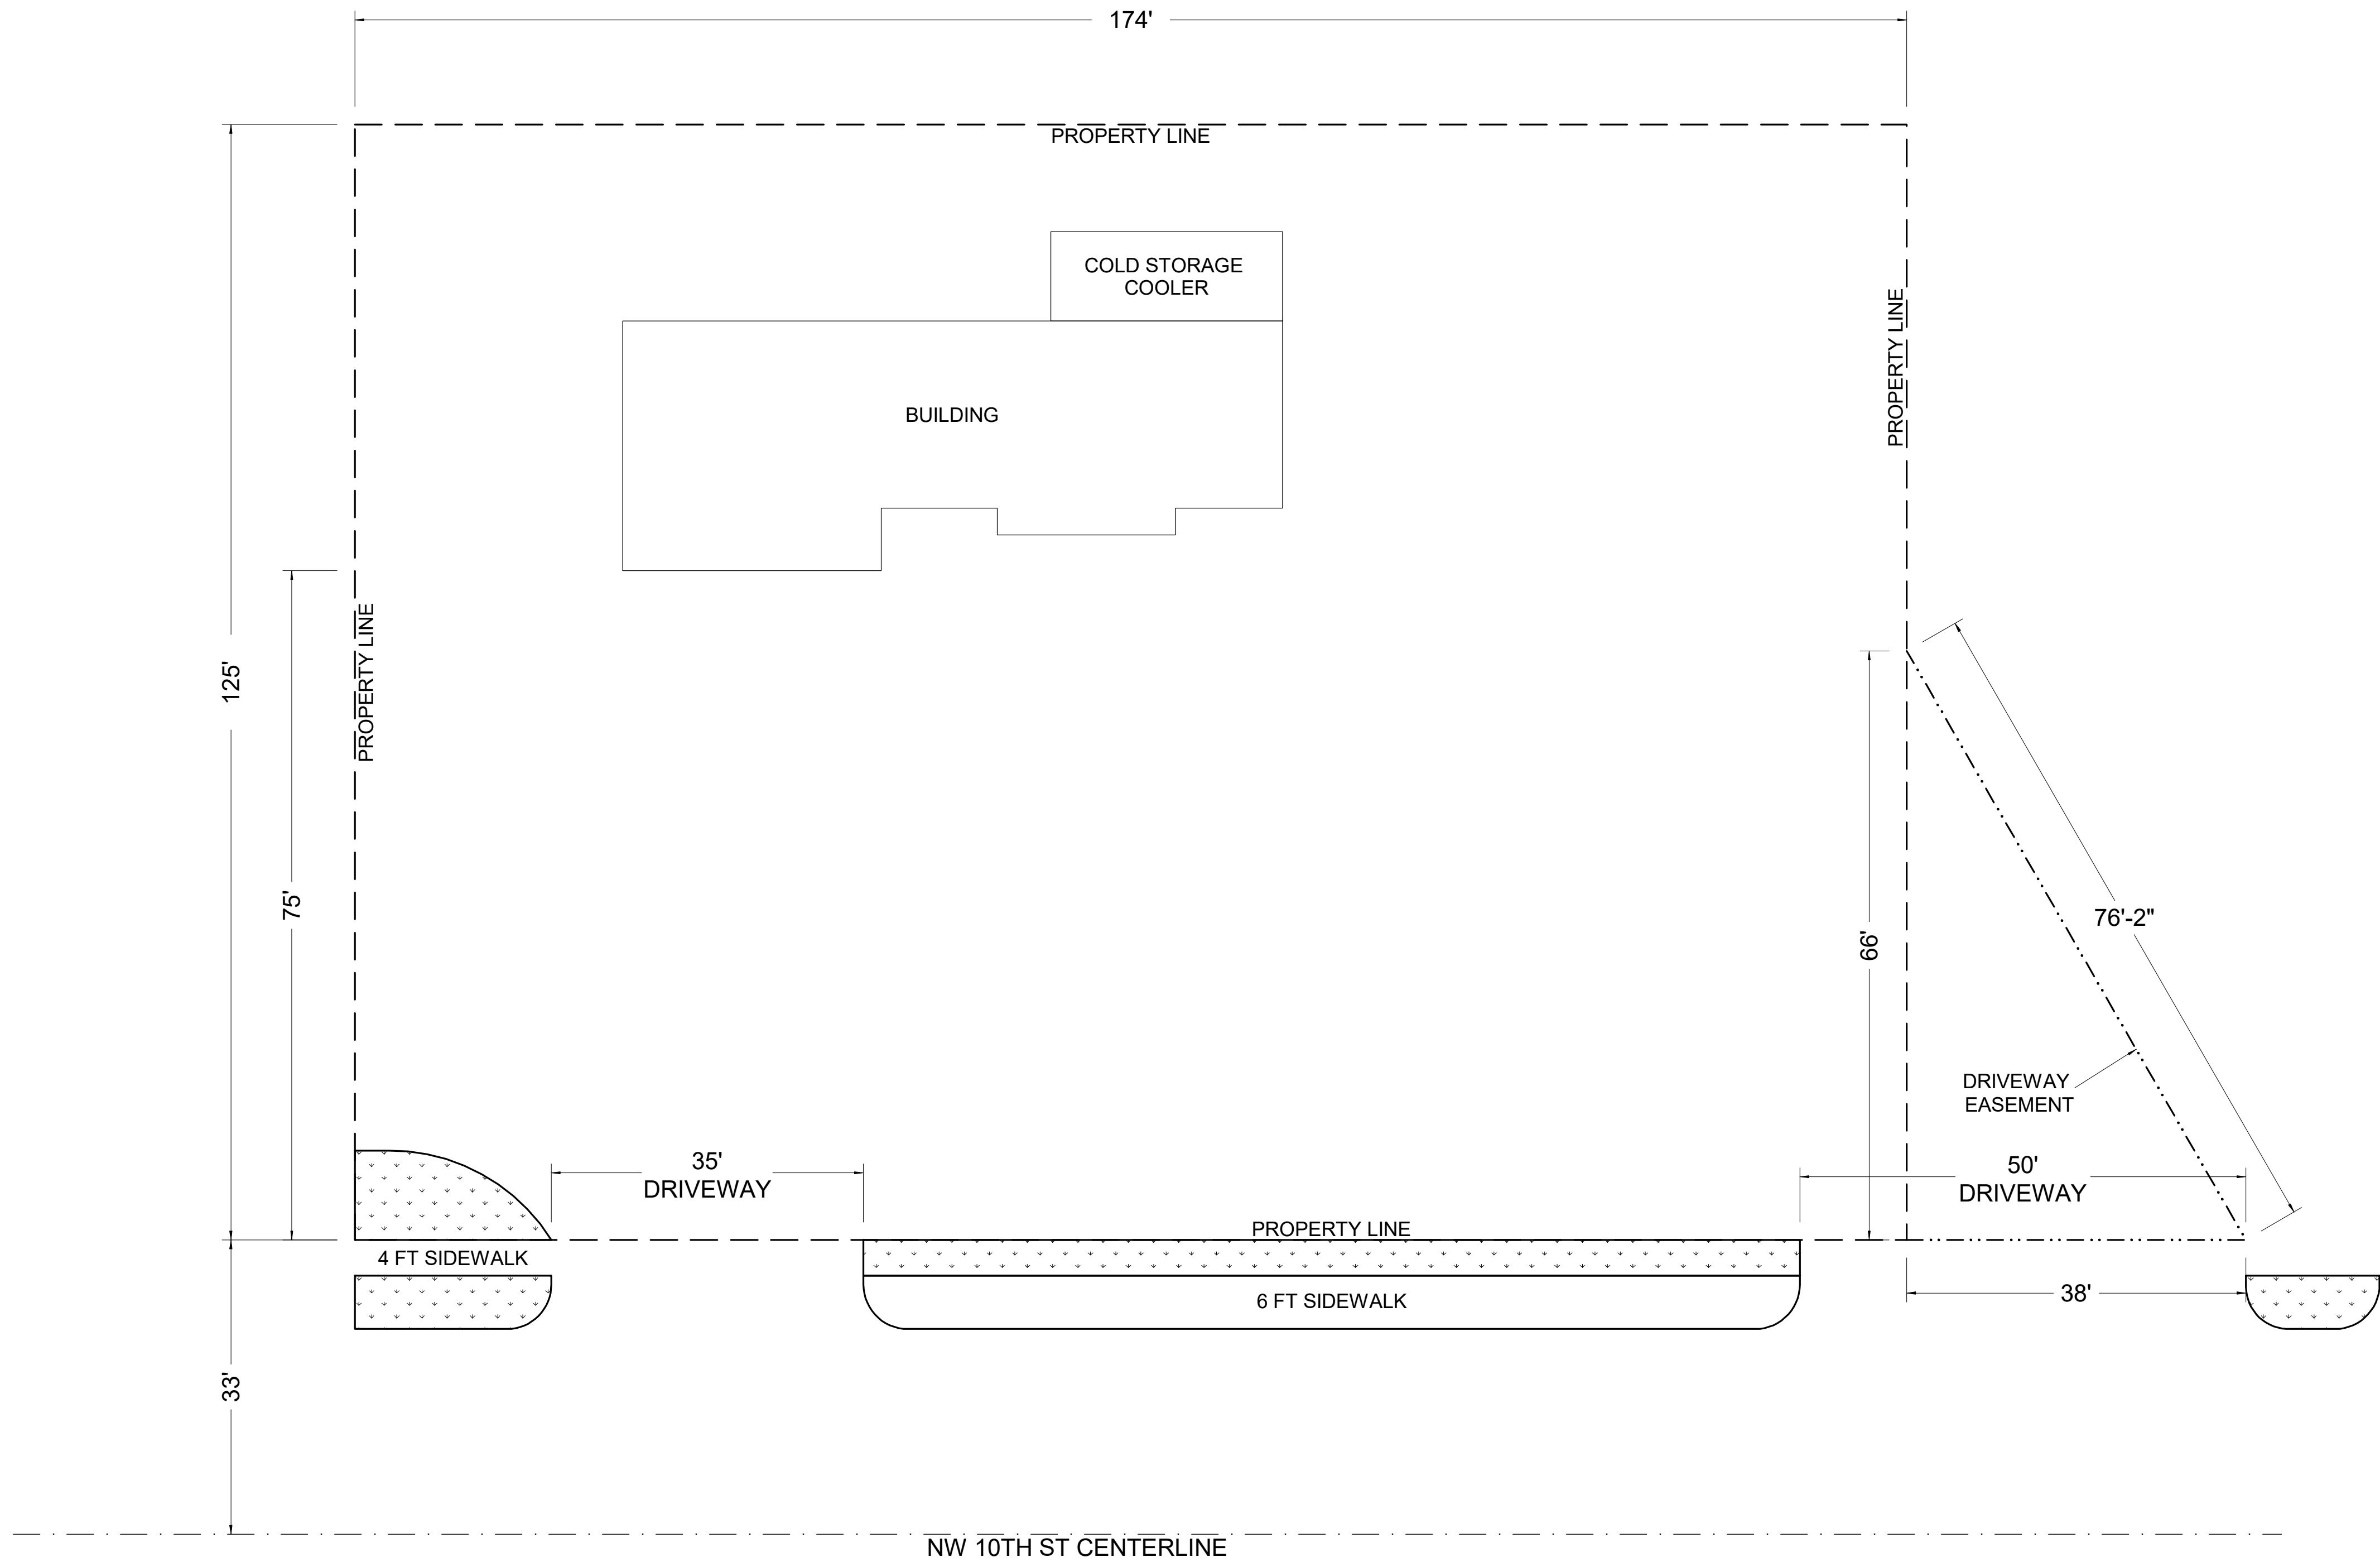 174'
PROPERTY LINE
COLD STORAGE
COOLER
PROPERTY LINE
BUILDING
PROPERTY LINE
125'
75'
66'
76'-2"
DRIVEWAY
EASEMENT
35'
DRIVEWAY
50'
DRIVEWAY
PROPERTY LINE
4 FT SIDEWALK
6 FT SIDEWALK
38'
33'
NW 10TH ST CENTERLINE